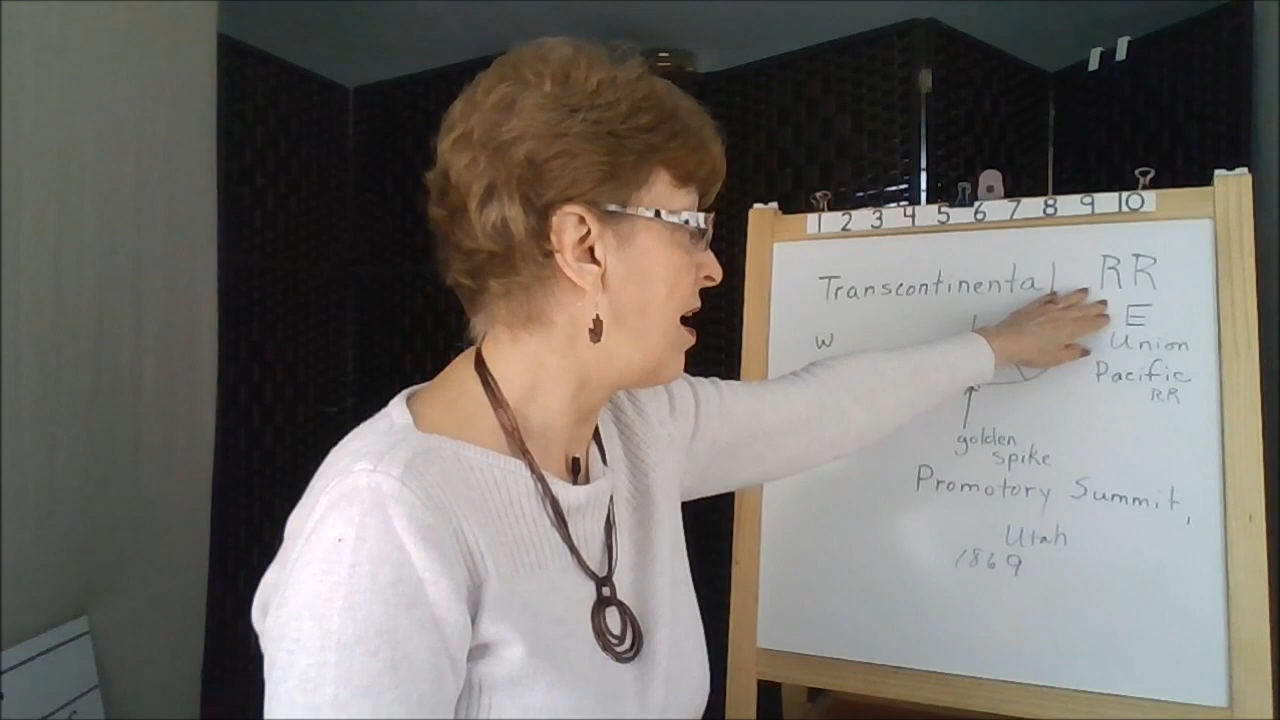 1 2 3 4 5 6 7 8 9 10
Transcontinental RR
W E
Union
Pacific
RR
golden
spike
Promotory Summit,
Utah
1869